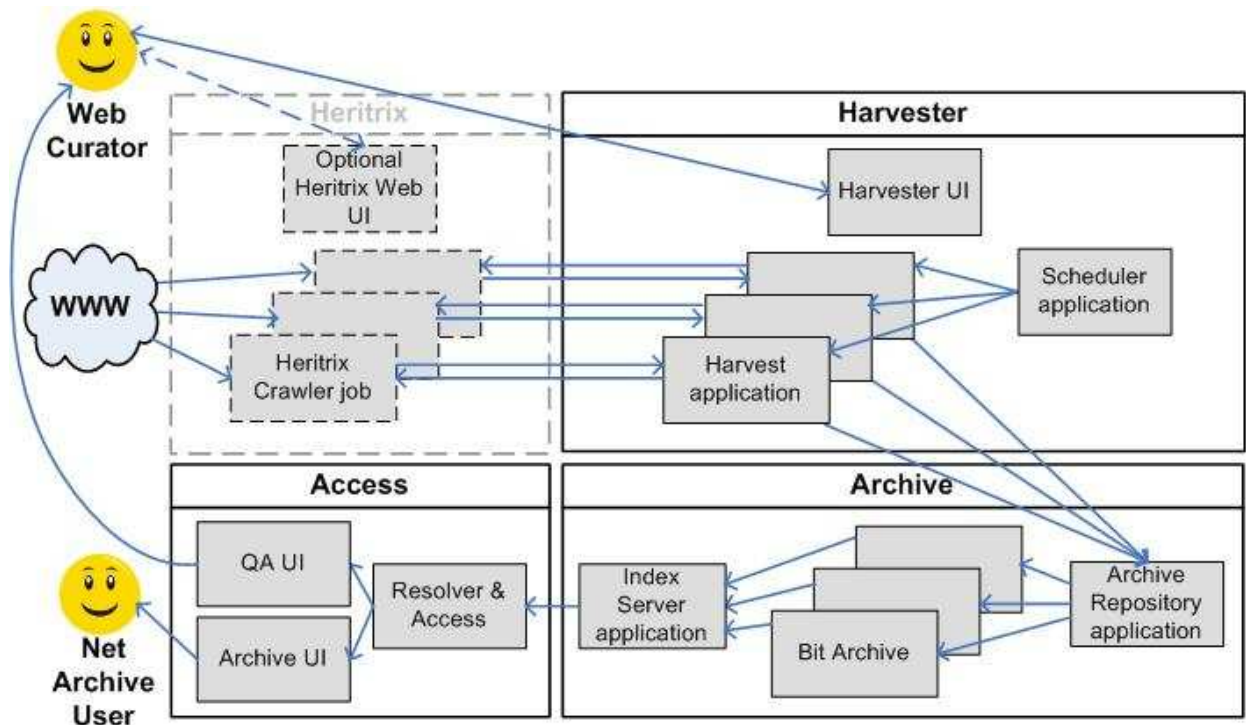 Web
Curator
Heritrix
Harvester
Optional
Heritrix Web
UI
Harvester UI
WWW
Scheduler
application
Heritrix
Crawler job
Harvest
application
Access
Archive
QA UI
Resolver &
Access
Archive UI
Index
Server
application
Bit Archive
Archive
Repository
application
Net
Archive
User